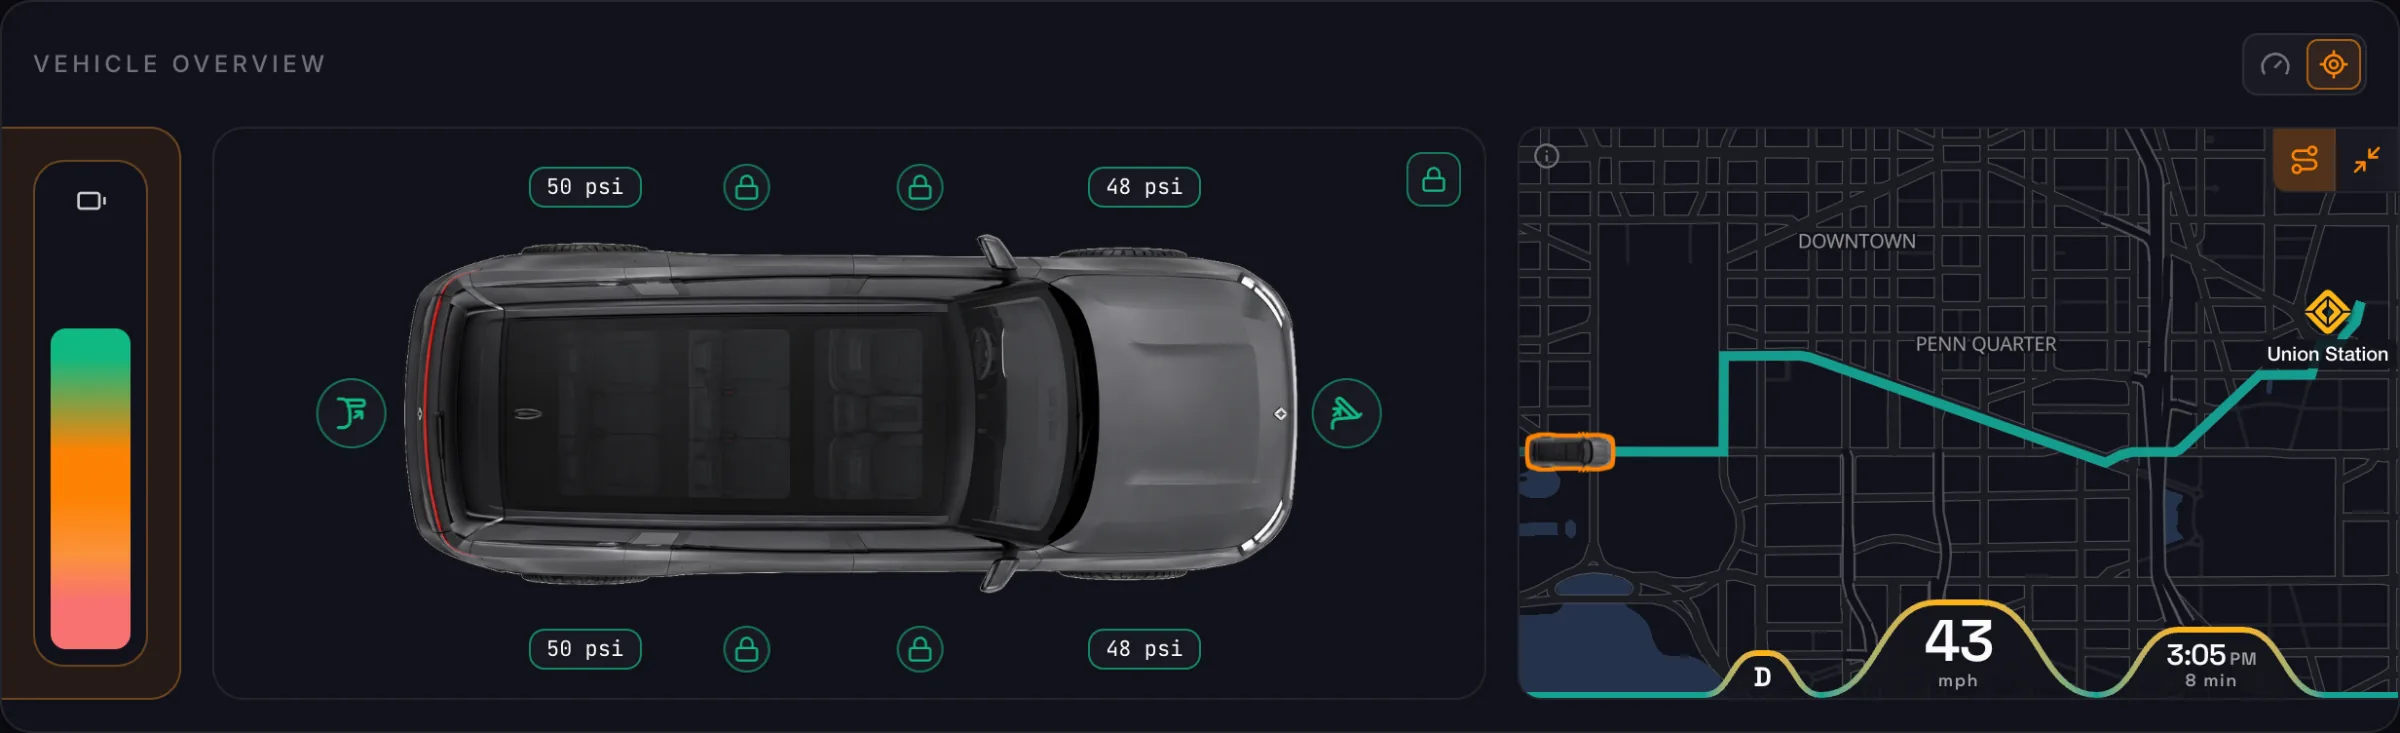 VEHICLE OVERVIEW
50 psi
48 psi
50 psi
48 psi
DOWNTOWN
PENN QUARTER
Union Station
D
43
mph
3:05 PM
8 min